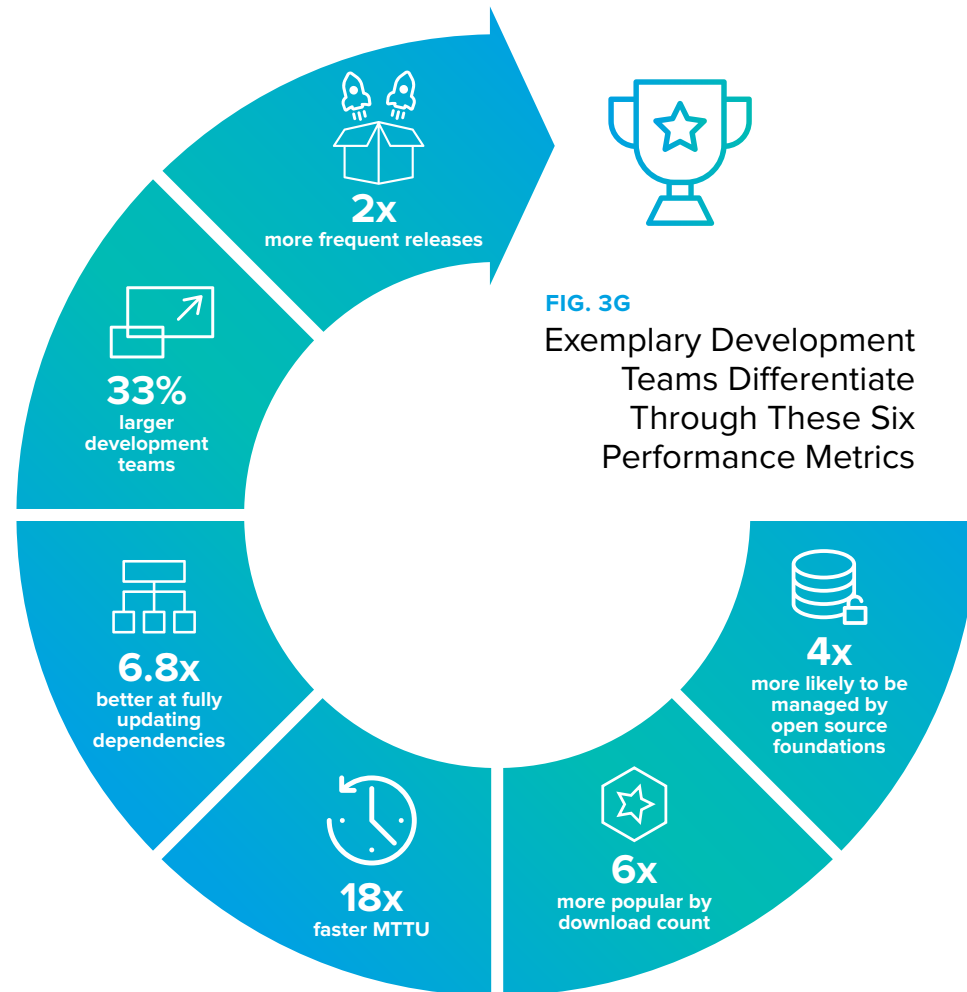 2x
more frequent releases
FIG. 3G
Exemplary Development
Teams Differentiate
Through These Six
Performance Metrics
33%
larger
development
teams
6.8x
better at fully
updating
dependencies
18x
faster MTTU
6x
more popular by
download count
4x
more likely to be
managed by
open source
foundations